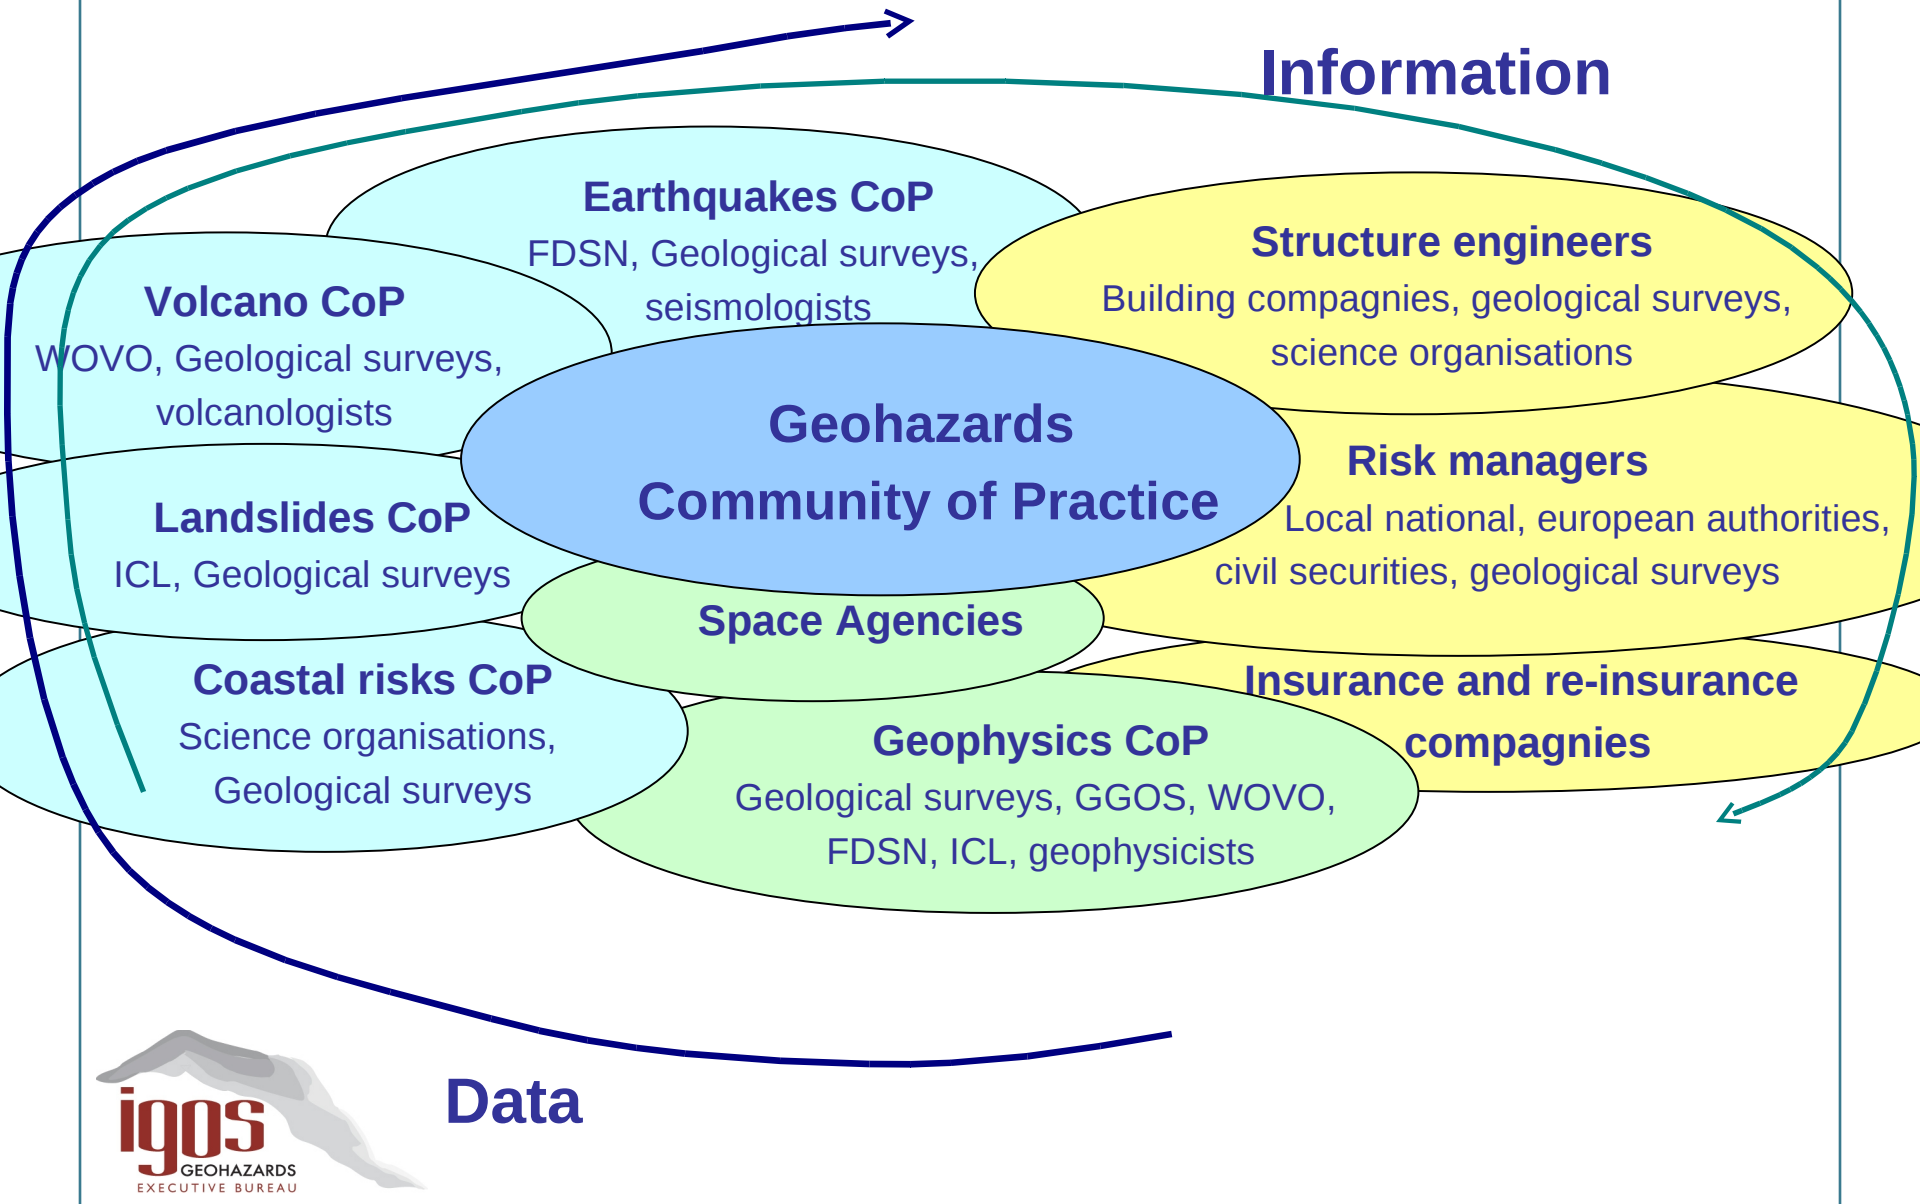 Information
Earthquakes CoP
FDSN, Geological surveys,
seismologists
Structure engineers
Building compagnies, geological surveys,
science organisations
Volcano CoP
WOVO, Geological surveys,
volcanologists
Geohazards
Community of Practice
Risk managers
Local national, european authorities,
civil securities, geological surveys
Landslides CoP
ICL, Geological surveys
Space Agencies
Coastal risks CoP
Science organisations,
Geological surveys
Insurance and re-insurance
compagnies
Geophysics CoP
Geological surveys, GGOS, WOVO,
FDSN, ICL, geophysicists
Data
igos
GEOHAZARDS
EXECUTIVE BUREAU